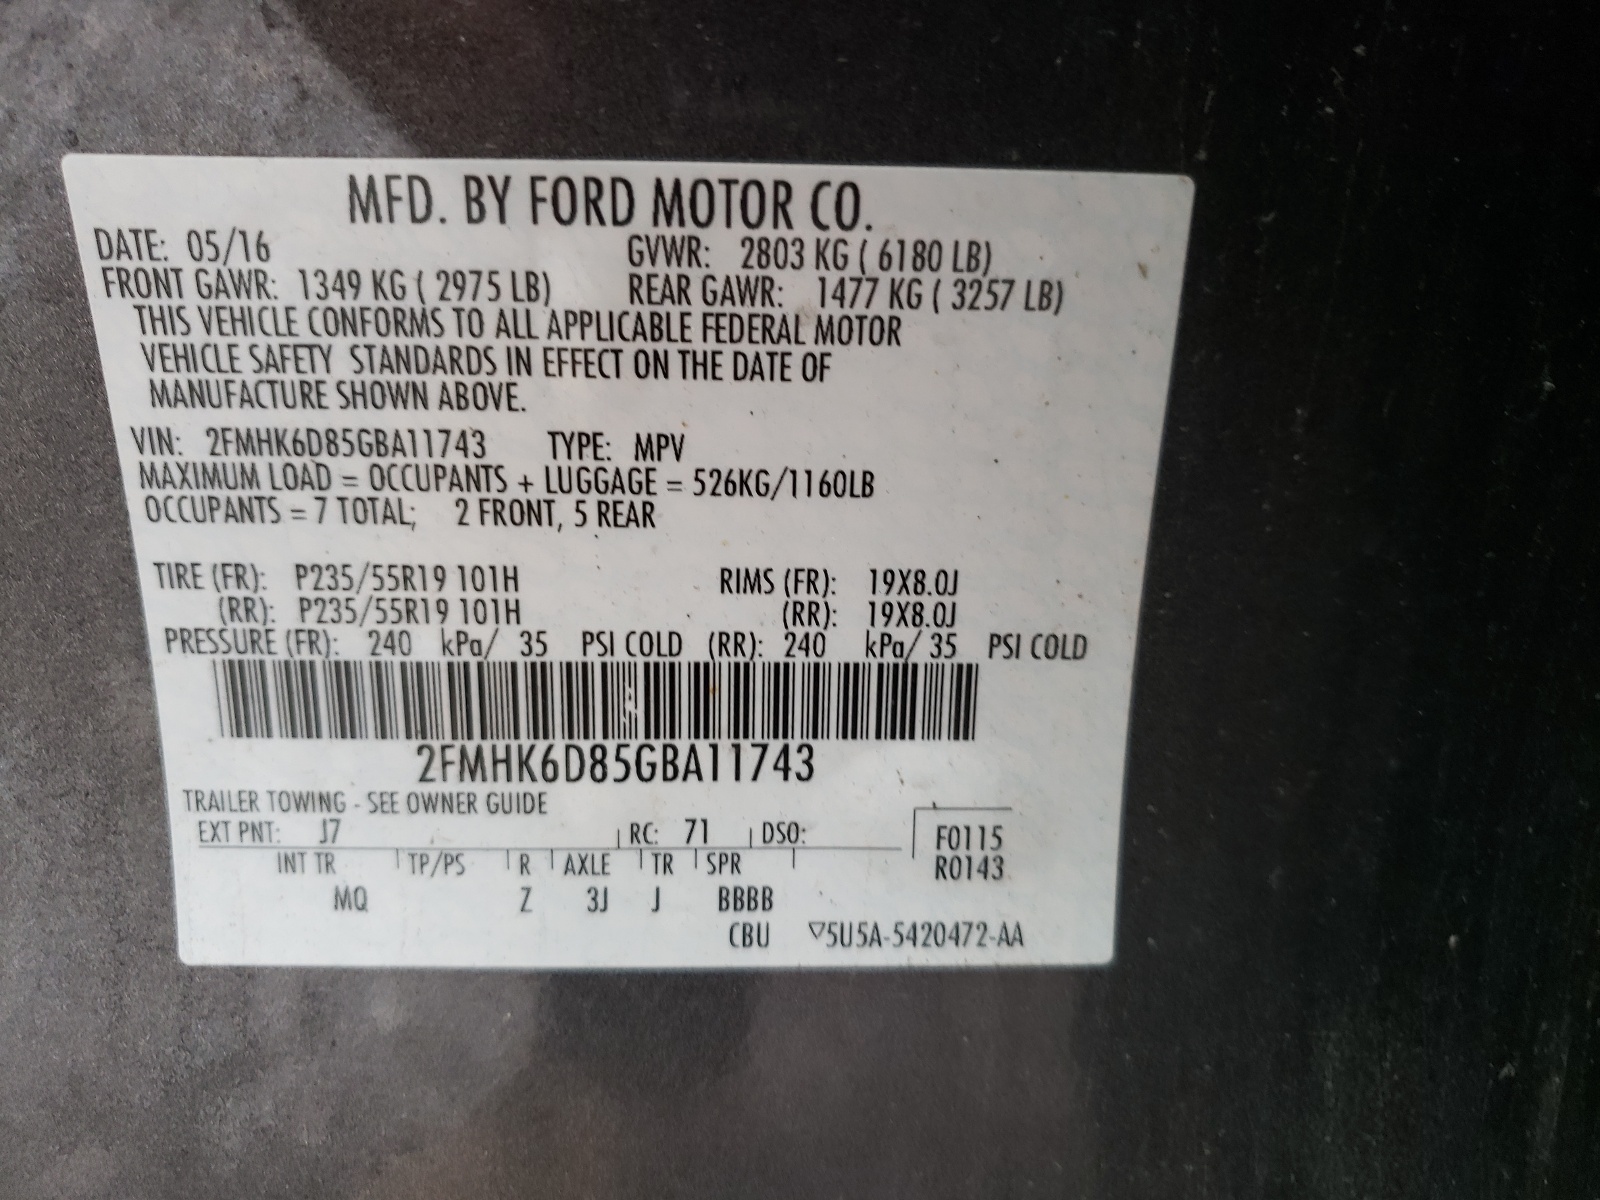 MFD. BY FORD MOTOR CO.
DATE: 05/16 GVWR: 2803 KG ( 6180 LB)
FRONT GAWR: 1349 KG ( 2975 LB) REAR GAWR: 1477 KG ( 3257 LB)
THIS VEHICLE CONFORMS TO ALL APPLICABLE FEDERAL MOTOR
VEHICLE SAFETY STANDARDS IN EFFECT ON THE DATE OF
MANUFACTURE SHOWN ABOVE.
VIN: 2FMHK6D85GBA11743 TYPE: MPV
MAXIMUM LOAD = OCCUPANTS + LUGGAGE = 526KG/1160LB
OCCUPANTS = 7 TOTAL; 2 FRONT, 5 REAR
TIRE (FR): P235/55R19 101H RIMS (FR): 19X8.0J
(RR): P235/55R19 101H (RR): 19X8.0J
PRESSURE (FR): 240 kPa/ 35 PSI COLD (RR): 240 kPa/ 35 PSI COLD
2FMHK6D85GBA11743
TRAILER TOWING - SEE OWNER GUIDE
EXT PNT: J7 RC: 71 DSO: F0115
INT TR TP/PS R AXLE TR SPR R0143
MQ Z 3J J BBBB
CBU ▽5U5A-5420472-AA